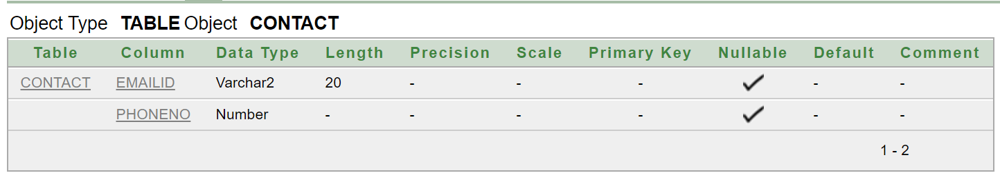 Object Type TABLE Object CONTACT
Table Column Data Type Length Precision Scale Primary Key Nullable Default Comment
CONTACT EMAILID Varchar2 20 - - - - -
PHONENO Number - - - - - -
1 - 2